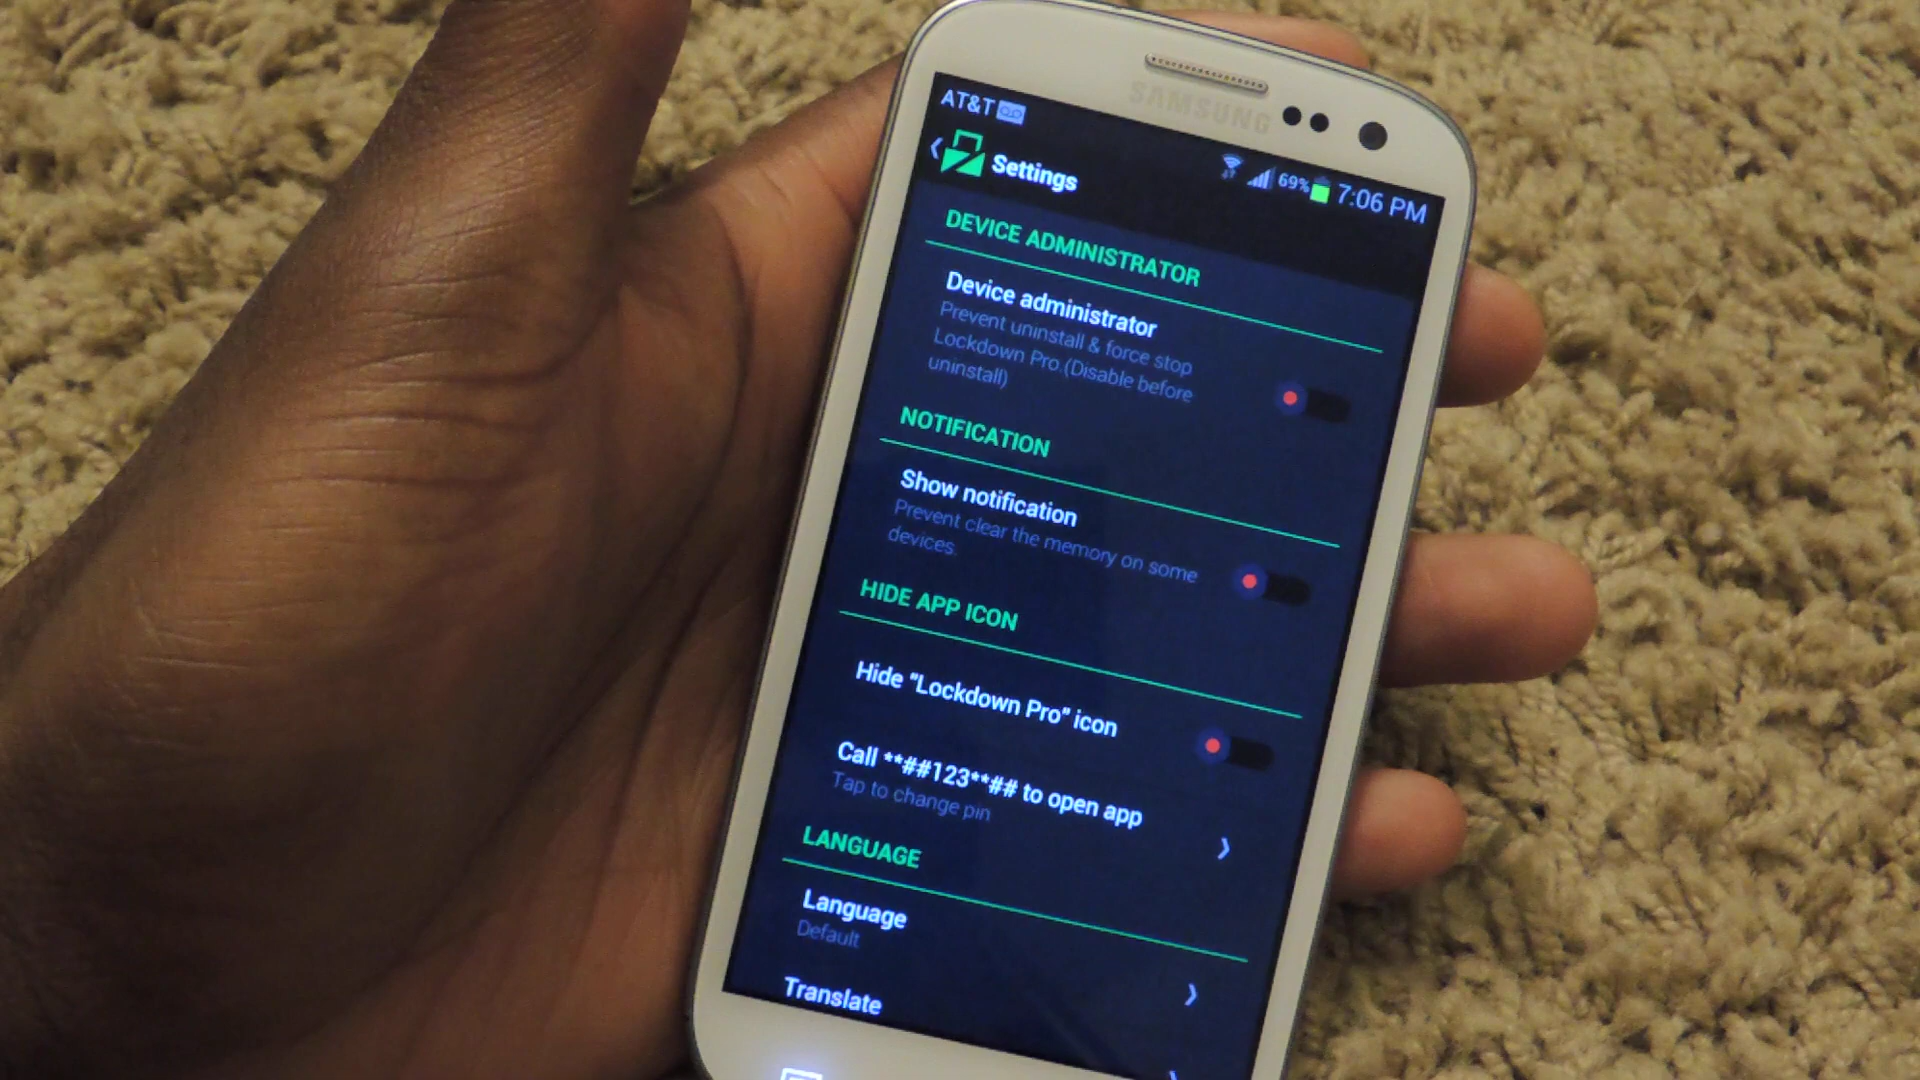 SAMSUNG
AT&T 69% 7:06 PM
Settings
DEVICE ADMINISTRATOR
Device administrator
Prevent uninstall & force stop
Lockdown Pro.(Disable before
uninstall)
NOTIFICATION
Show notification
Prevent clear the memory on some
devices.
HIDE APP ICON
Hide "Lockdown Pro" icon
Call **##123**## to open app
Tap to change pin
LANGUAGE
Language
Default
Translate